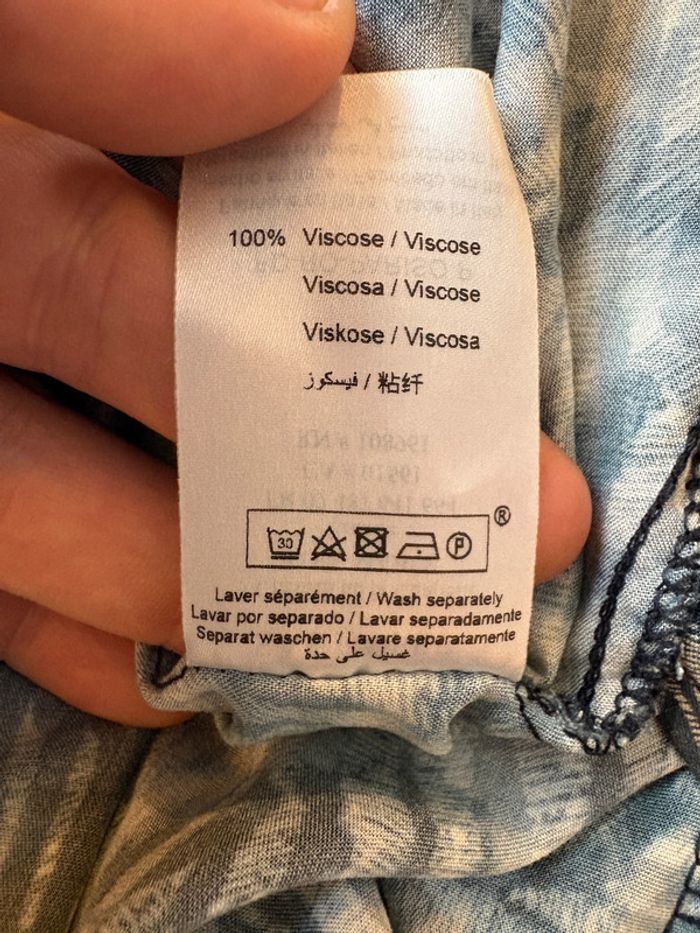 100% Viscose / Viscose
Viscosa / Viscose
Viskose / Viscosa
فيسكوز / 粘纤
30 P ®
Laver séparément / Wash separately
Lavar por separado / Lavar separadamente
Separat waschen / Lavare separatamente
غسيل على حدة